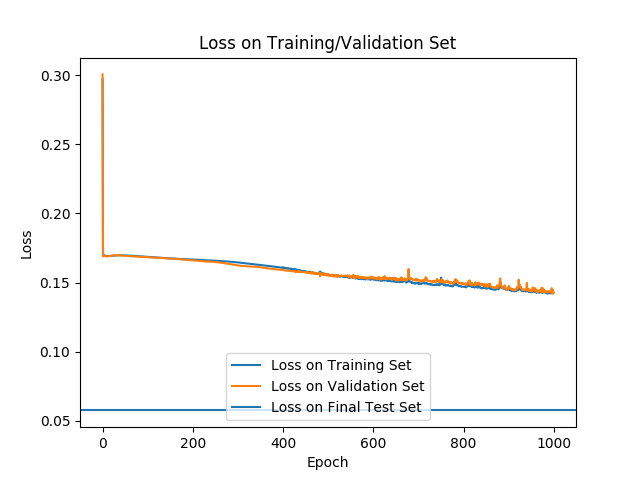 Loss on Training/Validation Set
0.30
0.25
0.20
0.15
0.10
0.05
Loss
Loss on Training Set
Loss on Validation Set
Loss on Final Test Set
0 200 400 600 800 1000
Epoch